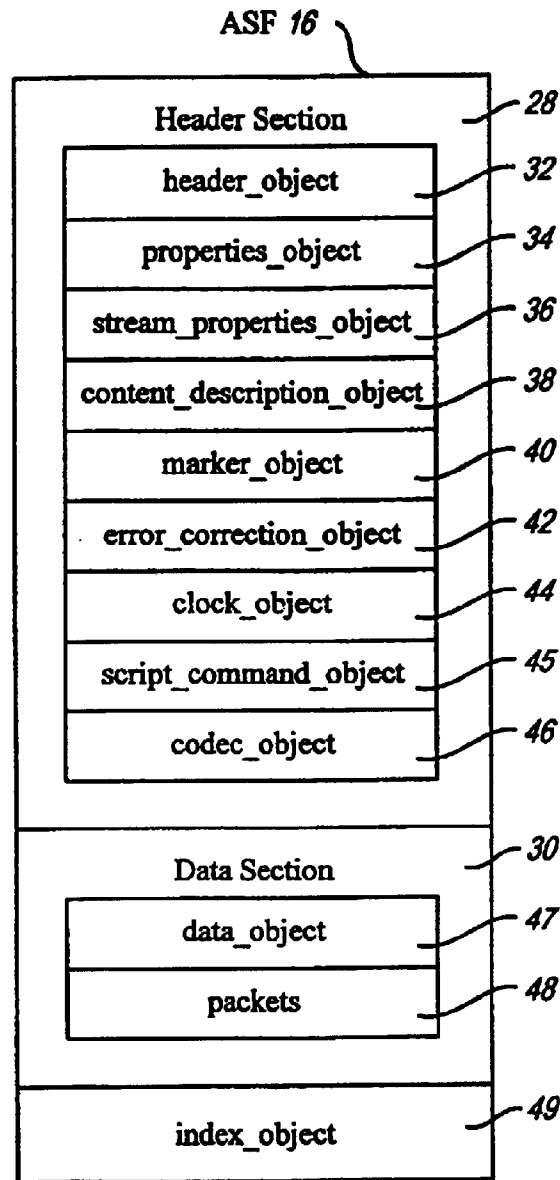 ASF 16
Header Section 28
header_object 32
properties_object 34
stream_properties_object 36
content_description_object 38
marker_object 40
error_correction_object 42
clock_object 44
script_command_object 45
codec_object 46
Data Section 30
data_object 47
packets 48
index_object 49